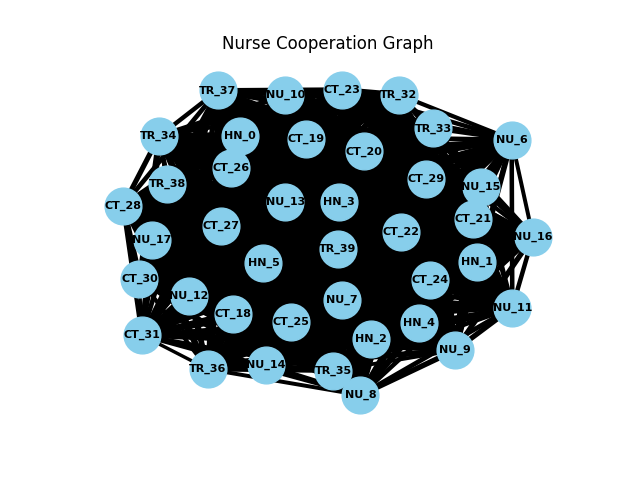 Nurse Cooperation Graph
TR_37
NU_10
CT_23
TR_32
TR_33
NU_6
TR_34
HN_0
CT_19
CT_20
CT_26
CT_29
TR_38
NU_15
CT_28
NU_13
HN_3
CT_21
CT_27
CT_22
NU_16
NU_17
TR_39
HN_5
HN_1
CT_30
CT_24
NU_12
NU_7
NU_11
CT_18
CT_25
HN_4
CT_31
HN_2
NU_9
TR_36
NU_14
TR_35
NU_8